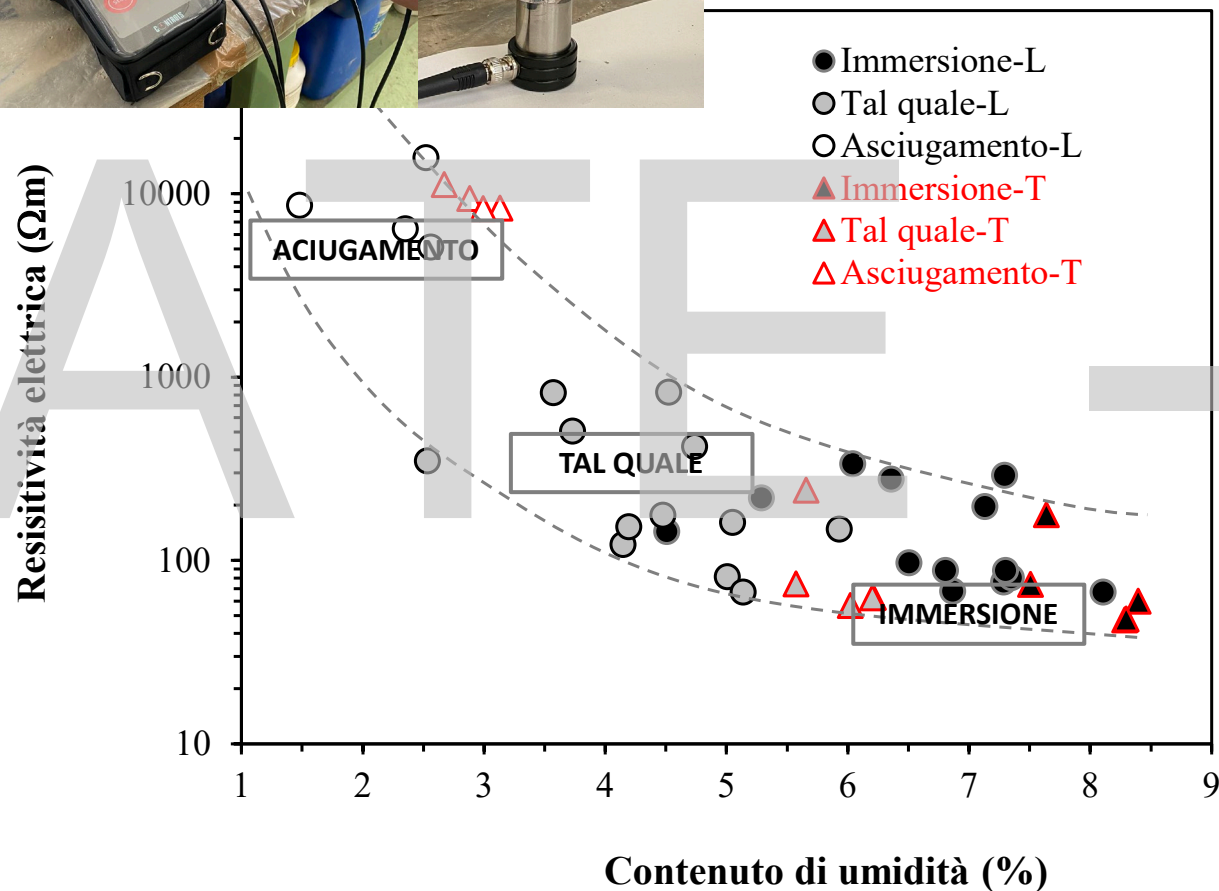 Immersione-L
Tal quale-L
Asciugamento-L
Immersione-T
Tal quale-T
Asciugamento-T
Resisitività elettrica (Ωm)
10000
1000
100
10
ACIUGAMENTO
TAL QUALE
IMMERSIONE
1 2 3 4 5 6 7 8 9
Contenuto di umidità (%)
ATE -